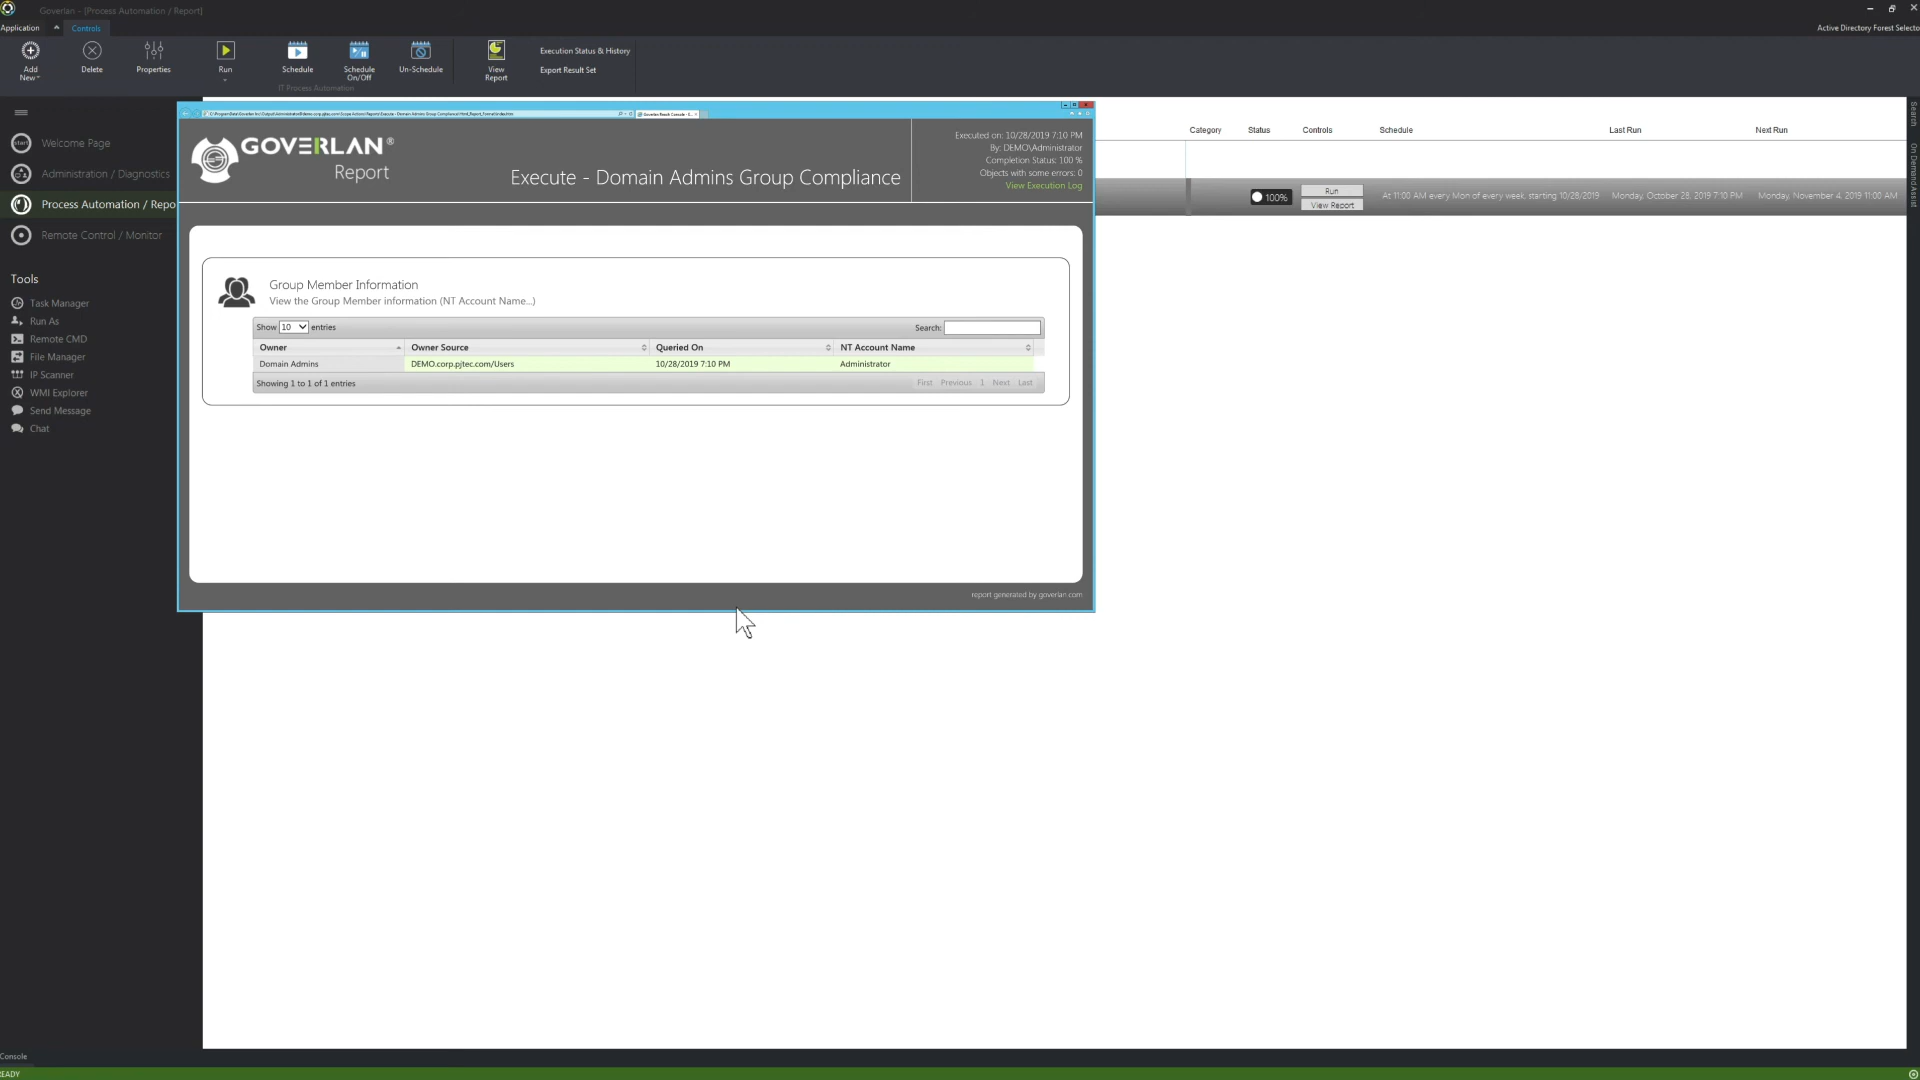 Goverlan - [Process Automation / Report]
Application
Controls
Active Directory Forest Selecto
Add
New
Delete
Properties
Run
Schedule
Schedule
On/Off
Un-Schedule
View
Report
Execution Status & History
Export Result Set
IT Process Automation
Welcome Page
Administration / Diagnostics
Process Automation / Repo
Remote Control / Monitor
Tools
Task Manager
Run As
Remote CMD
File Manager
IP Scanner
WMI Explorer
Send Message
Chat
GOVERLAN®
Report
Execute - Domain Admins Group Compliance
Executed on: 10/28/2019 7:10 PM
By: DEMO\Administrator
Completion Status: 100 %
Objects with some errors: 0
View Execution Log
Group Member Information
View the Group Member information (NT Account Name...)
Show 10 entries
Search:
Owner Owner Source Queried On NT Account Name
Domain Admins DEMO.corp.pjtec.com/Users 10/28/2019 7:10 PM Administrator
Showing 1 to 1 of 1 entries
First Previous 1 Next Last
report generated by goverlan.com
Category Status Controls Schedule Last Run Next Run
100%
Run
View Report
At 11:00 AM every Mon of every week, starting 10/28/2019
Monday, October 28, 2019 7:10 PM
Monday, November 4, 2019 11:00 AM
Search
On Demand Assist
Console
EADY